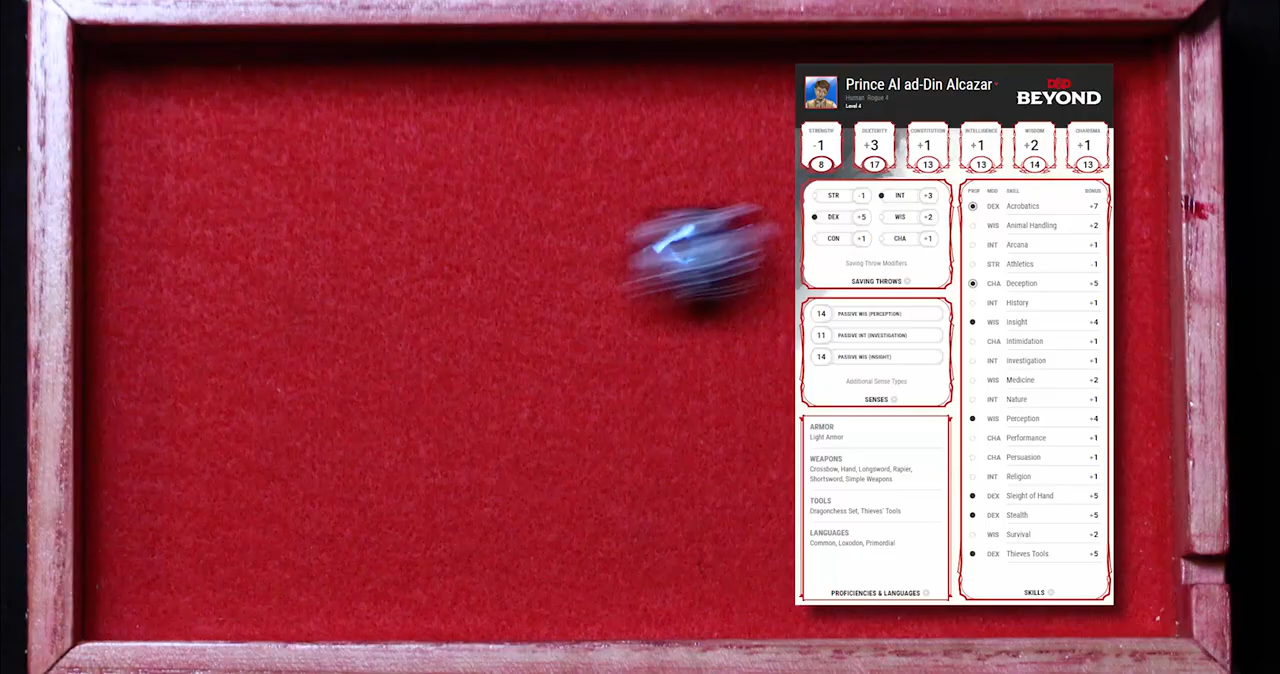 Prince Al ad-Din Alcazar
Human Rogue 4
Level 4
D&D
BEYOND
STRENGTH DEXTERITY CONSTITUTION INTELLIGENCE WISDOM CHARISMA
-1 +3 +1 +1 +2 +1
8 17 13 13 14 13
STR -1 INT +3
DEX +5 WIS +2
CON +1 CHA +1
Saving Throw Modifiers
SAVING THROWS
14 PASSIVE WIS (PERCEPTION)
11 PASSIVE INT (INVESTIGATION)
14 PASSIVE WIS (INSIGHT)
Additional Sense Types
SENSES
ARMOR
Light Armor
WEAPONS
Crossbow, Hand, Longsword, Rapier,
Shortsword, Simple Weapons
TOOLS
Dragonchess Set, Thieves' Tools
LANGUAGES
Common, Loxodon, Primordial
PROFICIENCIES & LANGUAGES
PROF MOD SKILL BONUS
DEX Acrobatics +7
WIS Animal Handling +2
INT Arcana +1
STR Athletics -1
CHA Deception +5
INT History +1
WIS Insight +4
CHA Intimidation +1
INT Investigation +1
WIS Medicine +2
INT Nature +1
WIS Perception +4
CHA Performance +1
CHA Persuasion +1
INT Religion +1
DEX Sleight of Hand +5
DEX Stealth +5
WIS Survival +2
DEX Thieves Tools +5
SKILLS